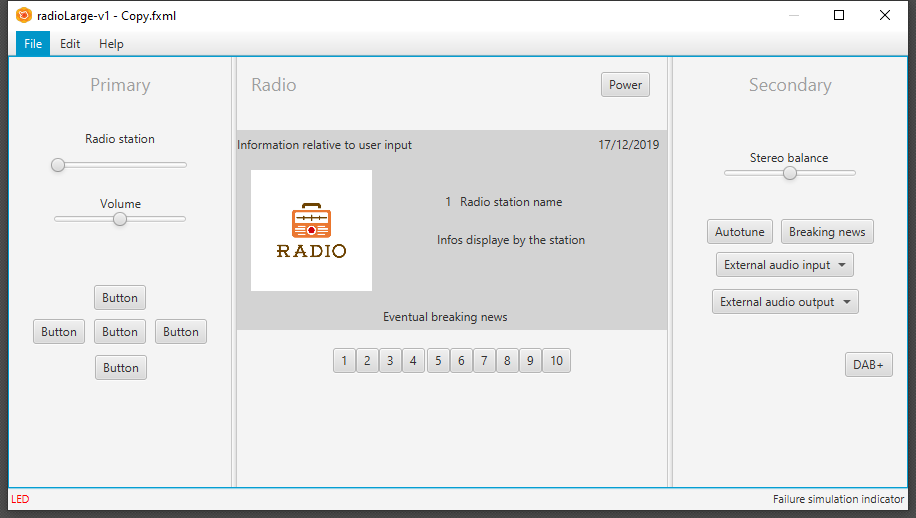 radioLarge-v1 - Copy.fxml
File Edit Help
Primary
Radio station
Volume
Button
Button Button Button
Button
Radio
Power
Information relative to user input
17/12/2019
RADIO
1 Radio station name
Infos displaye by the station
Eventual breaking news
1 2 3 4 5 6 7 8 9 10
Secondary
Stereo balance
Autotune Breaking news
External audio input
External audio output
DAB+
LED
Failure simulation indicator